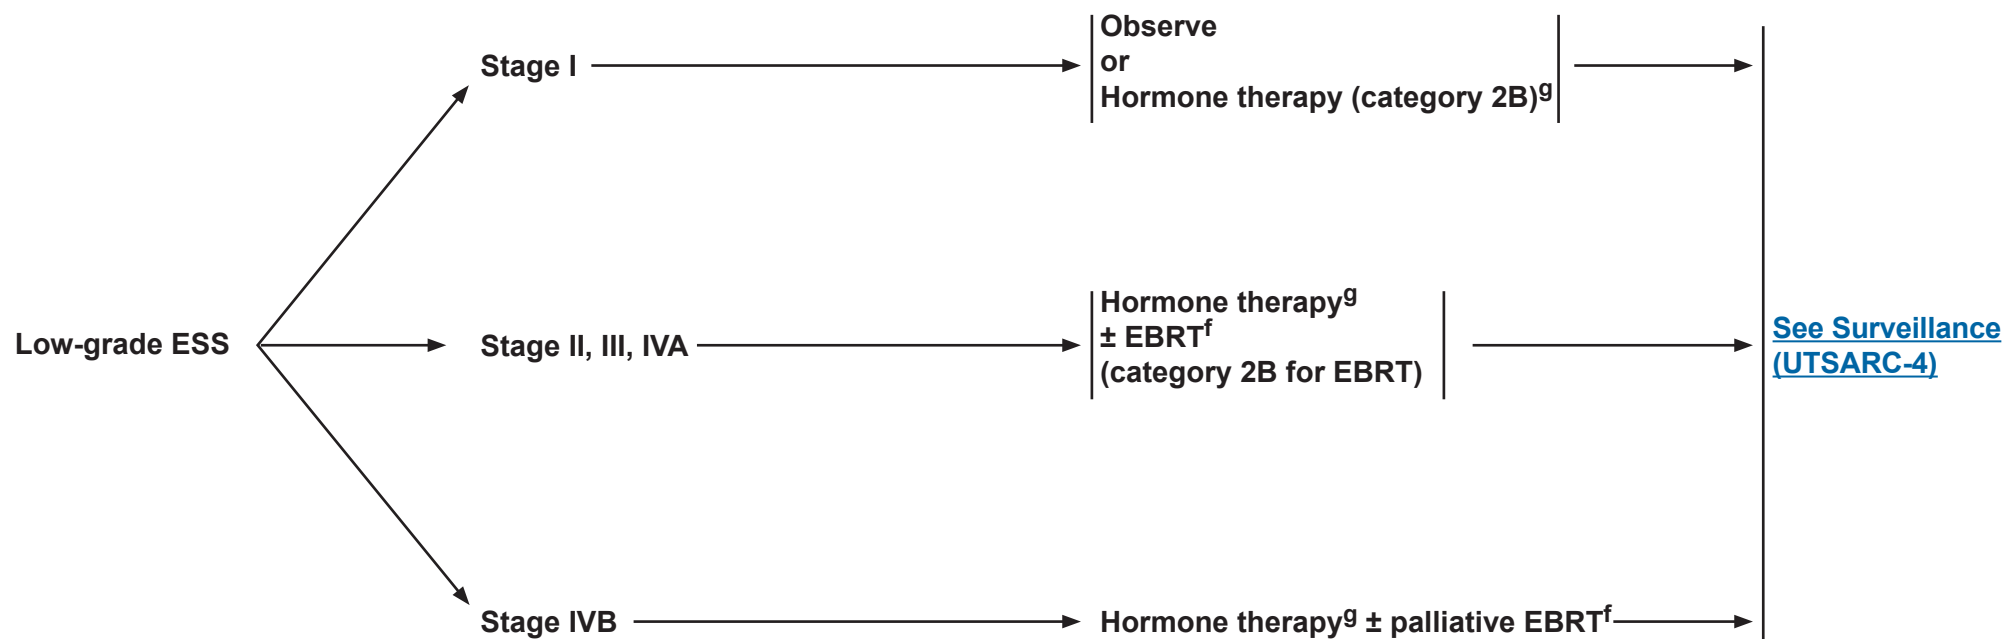 Stage I
Observe
or
Hormone therapy (category 2B)g
Low-grade ESS
Stage II, III, IVA
Hormone therapyg
± EBRTf
(category 2B for EBRT)
See Surveillance
(UTSARC-4)
Stage IVB
Hormone therapyg ± palliative EBRTf